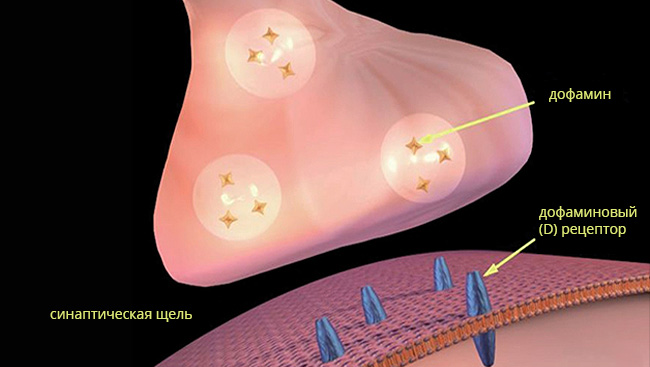 дофамин
дофаминовый
(D) рецептор
синаптическая щель